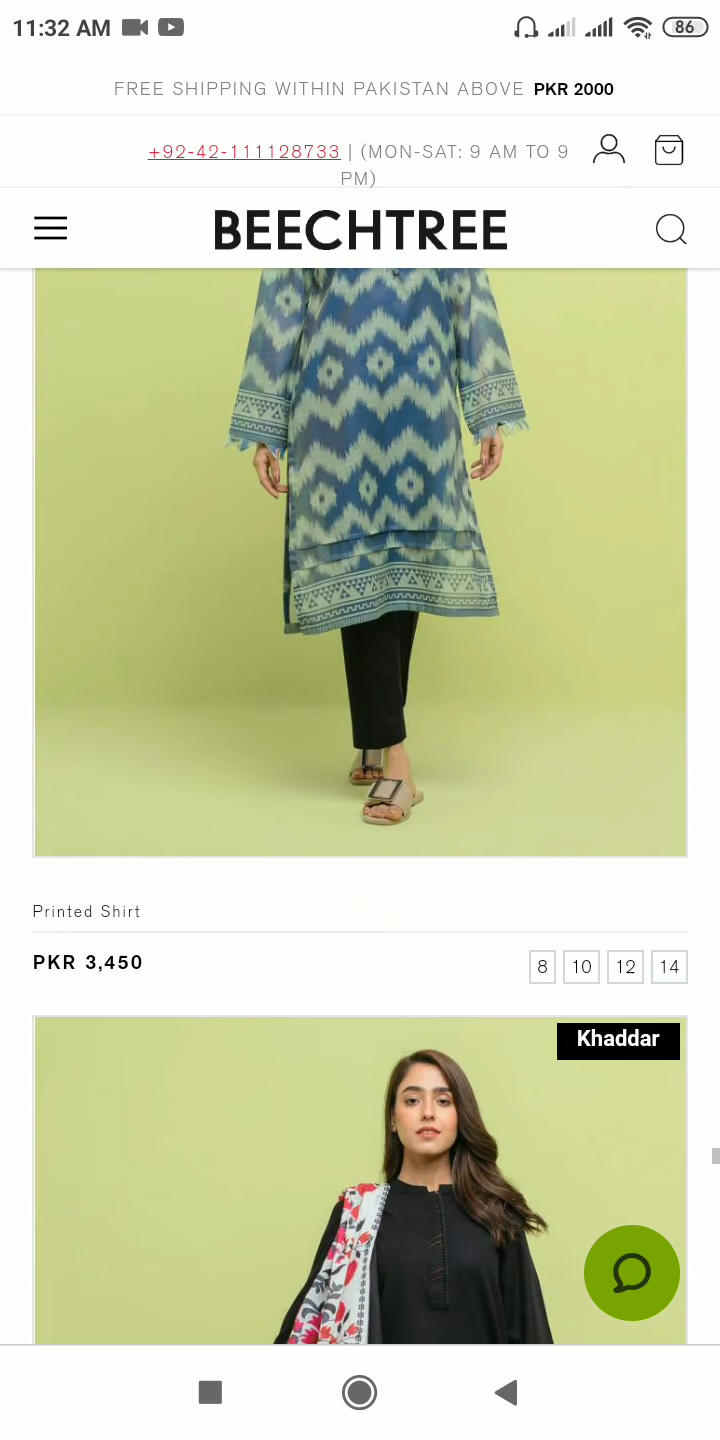 11:32 AM
86
FREE SHIPPING WITHIN PAKISTAN ABOVE PKR 2000
+92-42-111128733 | (MON-SAT: 9 AM TO 9
PM)
BEECHTREE
Printed Shirt
PKR 3,450
8 10 12 14
Khaddar